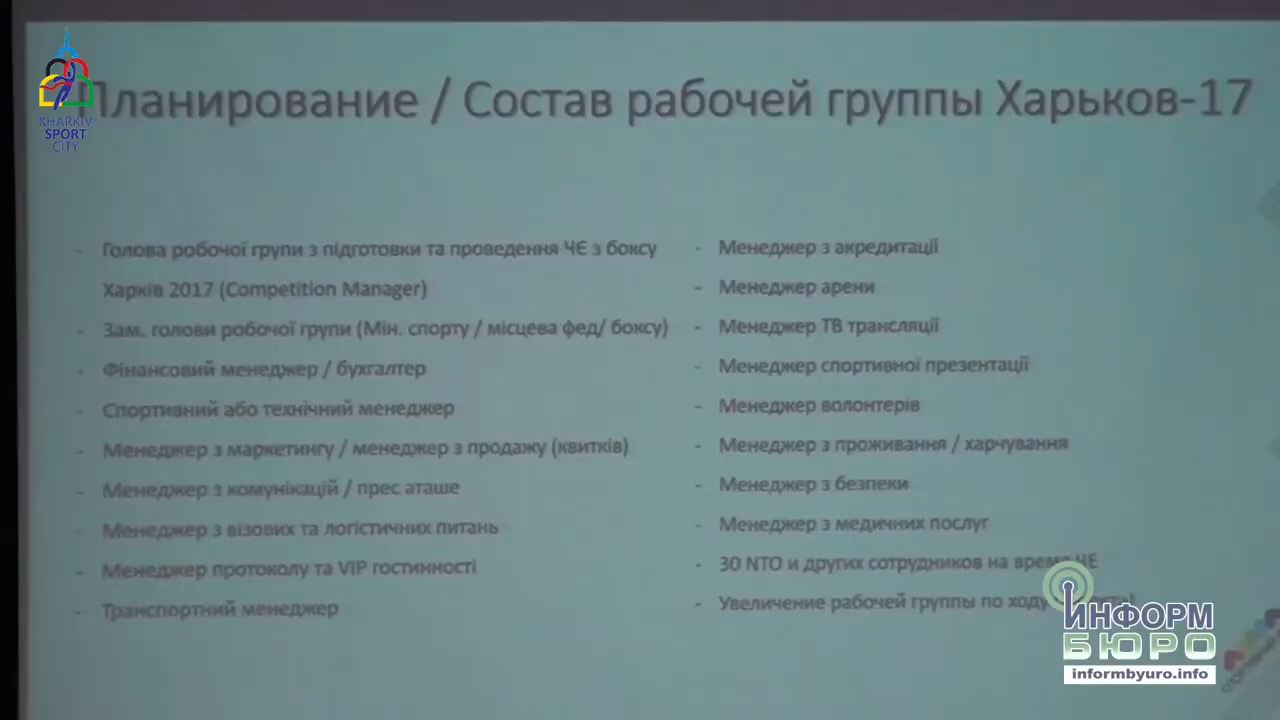 KHARKIV
SPORT
CITY
Планирование / Состав рабочей группы Харьков-17
- Голова робочої групи з підготовки та проведення ЧЄ з боксу
Харків 2017 (Competition Manager)
- Зам. голови робочої групи (Мін. спорту / місцева фед/ боксу)
- Фінансовий менеджер / бухгалтер
- Спортивний або технічний менеджер
- Менеджер з маркетингу / менеджер з продажу (квитків)
- Менеджер з комунікацій / прес аташе
- Менеджер з візових та логістичних питань
- Менеджер протоколу та VIP гостинності
- Транспортний менеджер
- Менеджер з акредитації
- Менеджер арени
- Менеджер ТВ трансляції
- Менеджер спортивної презентації
- Менеджер волонтерів
- Менеджер з проживання / харчування
- Менеджер з безпеки
- Менеджер з медичних послуг
- 30 NTO и других сотрудников на время ЧЕ
- Увеличение рабочей группы по ходу
ИНФОРМ
БЮРО
informbyuro.info